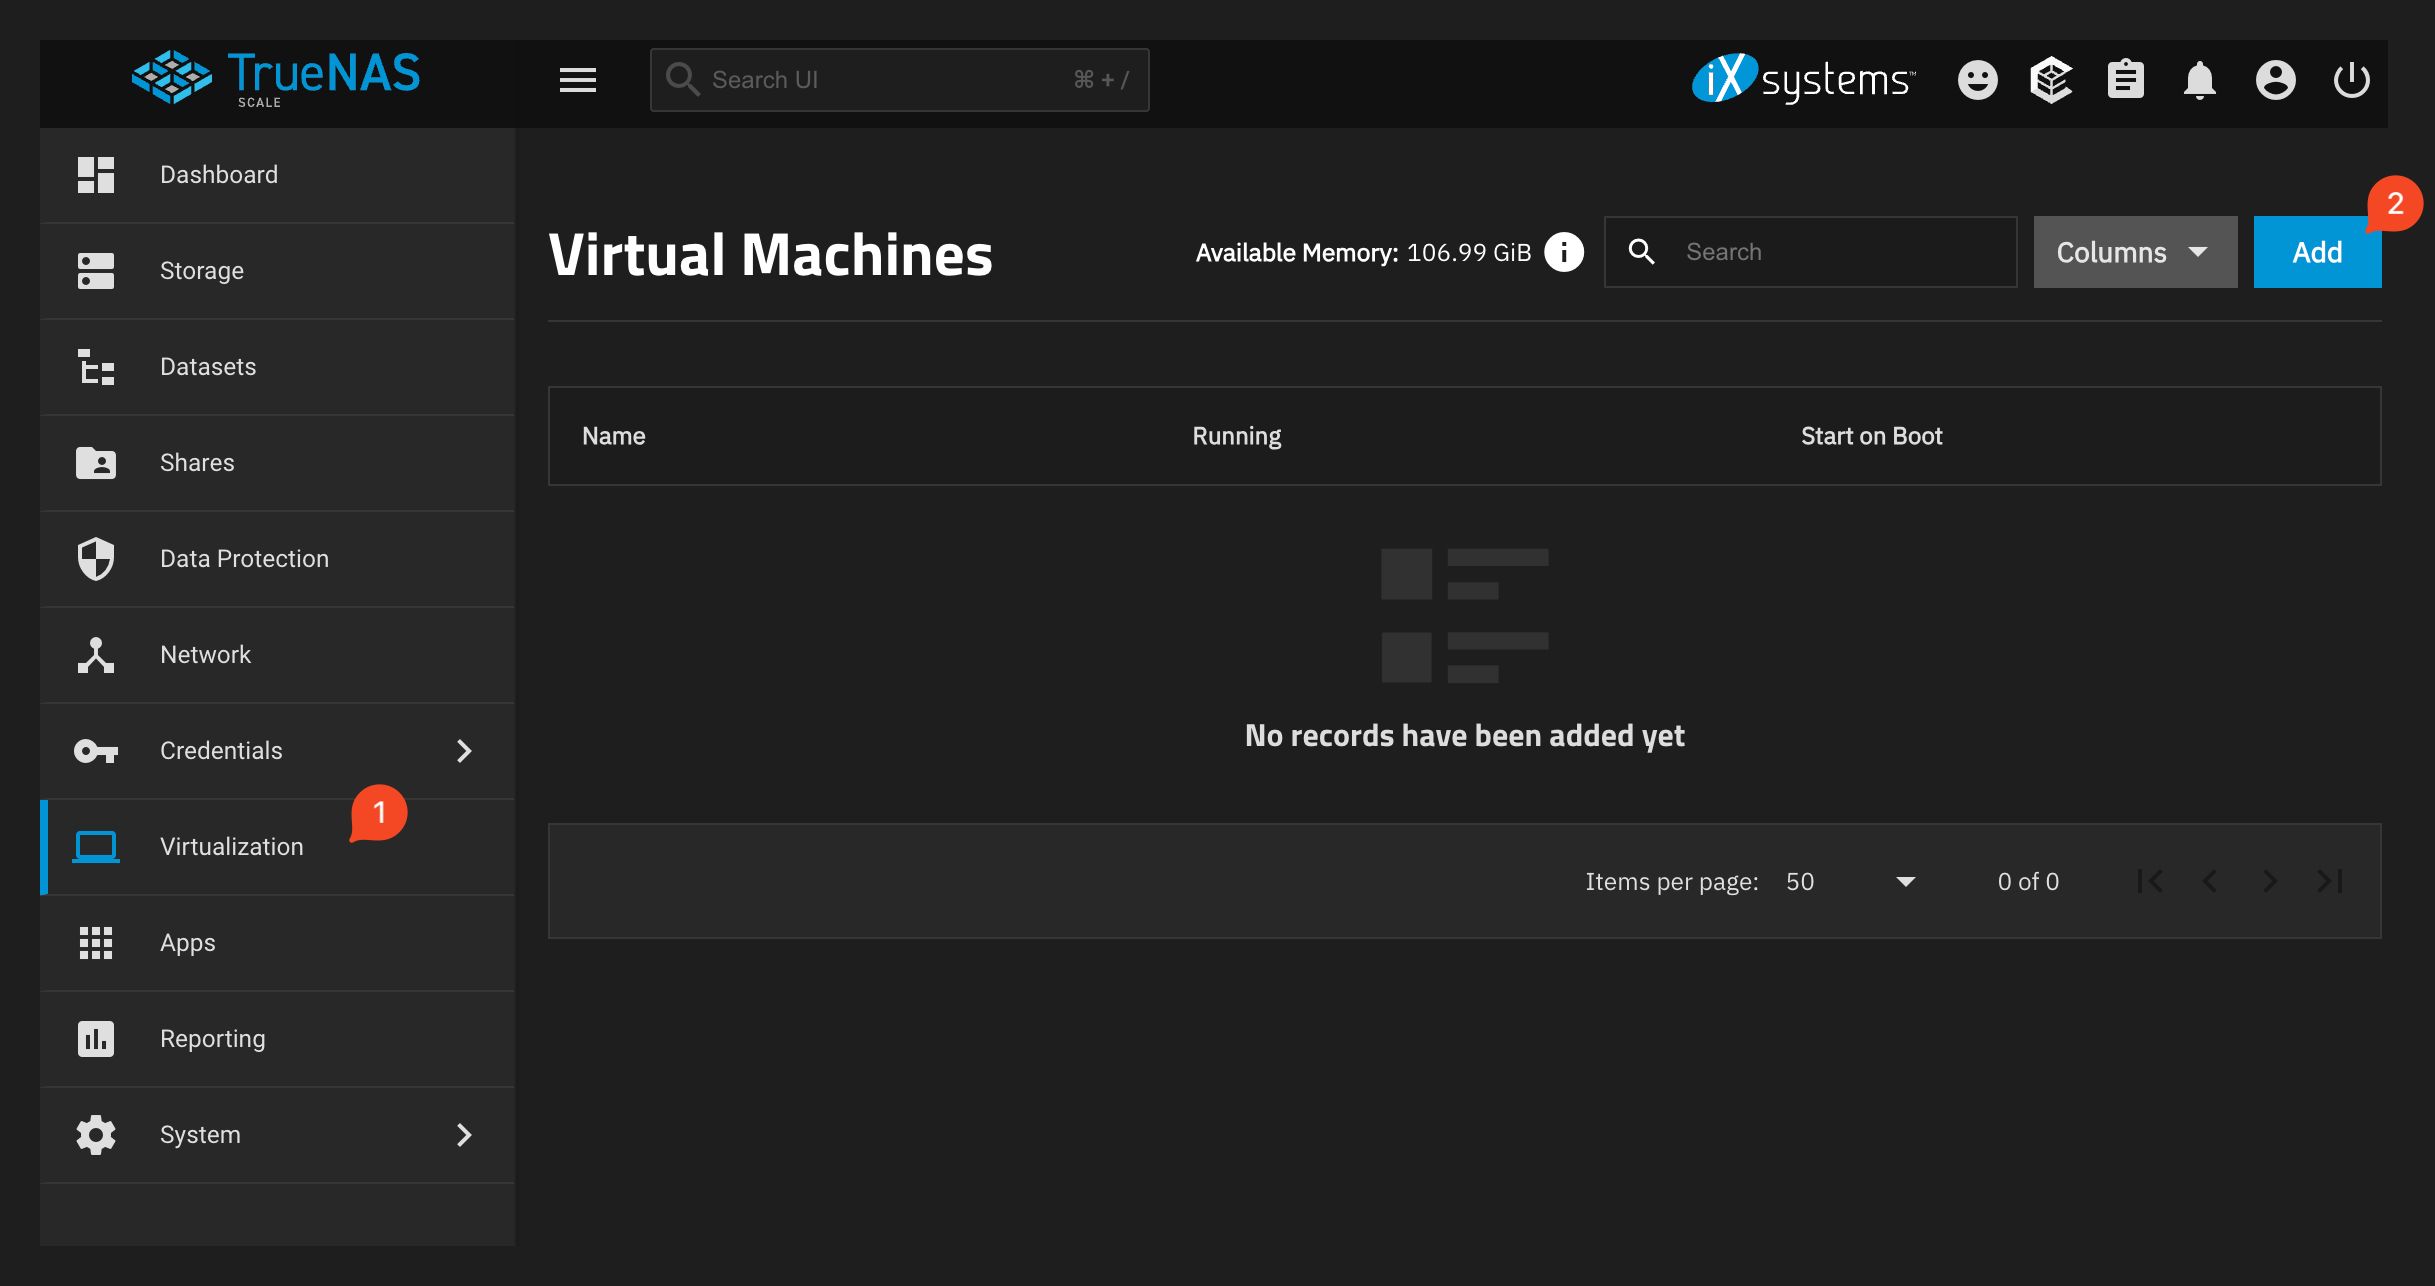 TrueNAS
SCALE
Search UI
⌘ + /
iXsystems™
Dashboard
Storage
Datasets
Shares
Data Protection
Network
Credentials
1
Virtualization
Apps
Reporting
System
2
Virtual Machines
Available Memory: 106.99 GiB
i
Search
Columns
Add
Name
Running
Start on Boot
No records have been added yet
Items per page: 50
0 of 0